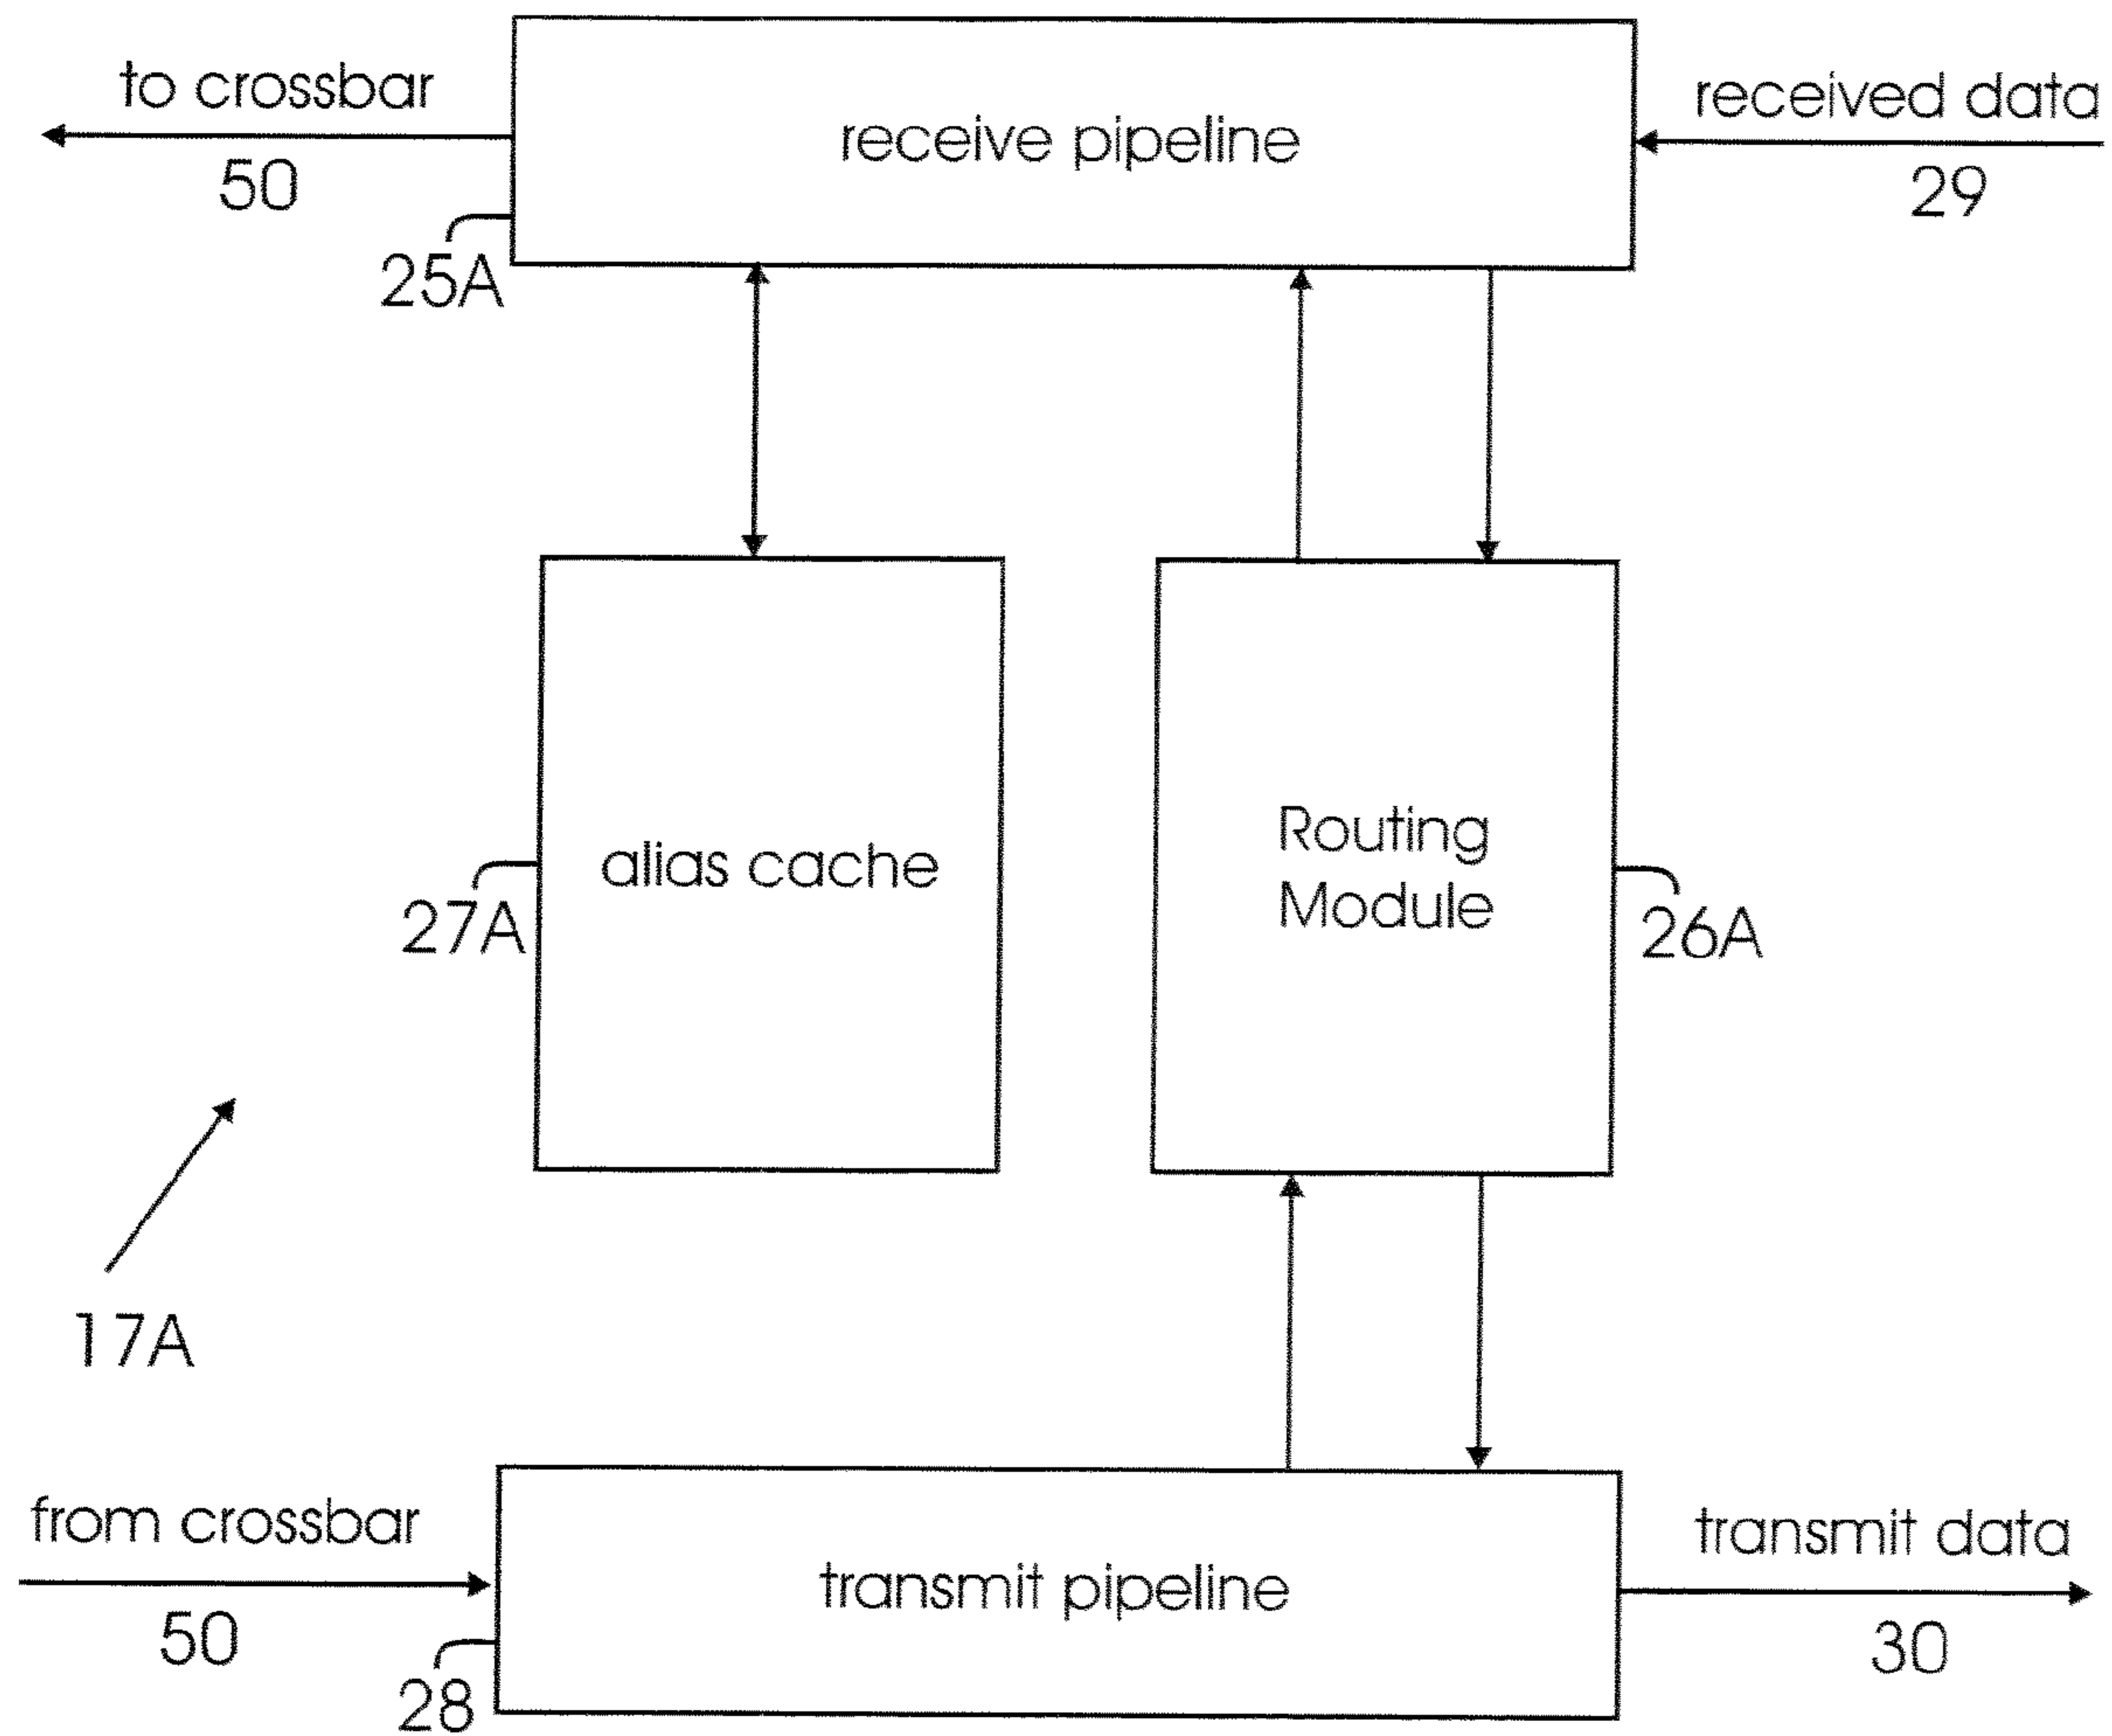 to crossbar
50
receive pipeline
received data
29
25A
alias cache
27A
Routing
Module
26A
17A
from crossbar
50
transmit pipeline
transmit data
30
28